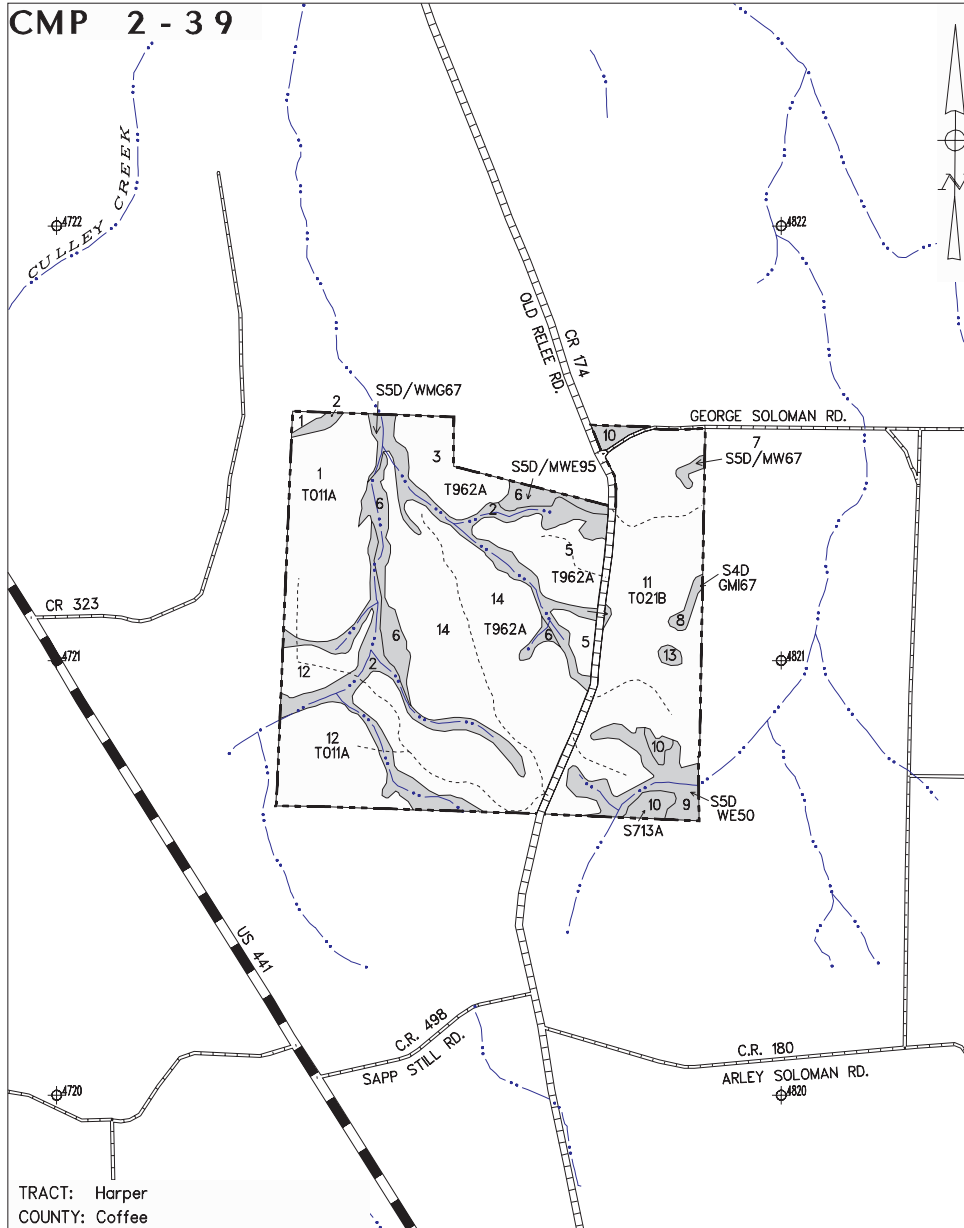 CMP 2-39
CULLEY CREEK
4722
4822
N
OLD RELEE RD.
CR 174
S5D/WMG67
GEORGE SOLOMAN RD.
2
1
10
7
3
S5D/MW67
S5D/MWE95
1
T011A
T962A
6
6
2
5
T962A
11
T021B
S4D
GMI67
CR 323
14
T962A
8
14
6
6
5
13
4721
4821
12
2
12
T011A
10
10
9
S5D
WE50
S713A
US 441
C.R. 498
SAPP STILL RD.
C.R. 180
ARLEY SOLOMAN RD.
4720
4820
TRACT: Harper
COUNTY: Coffee